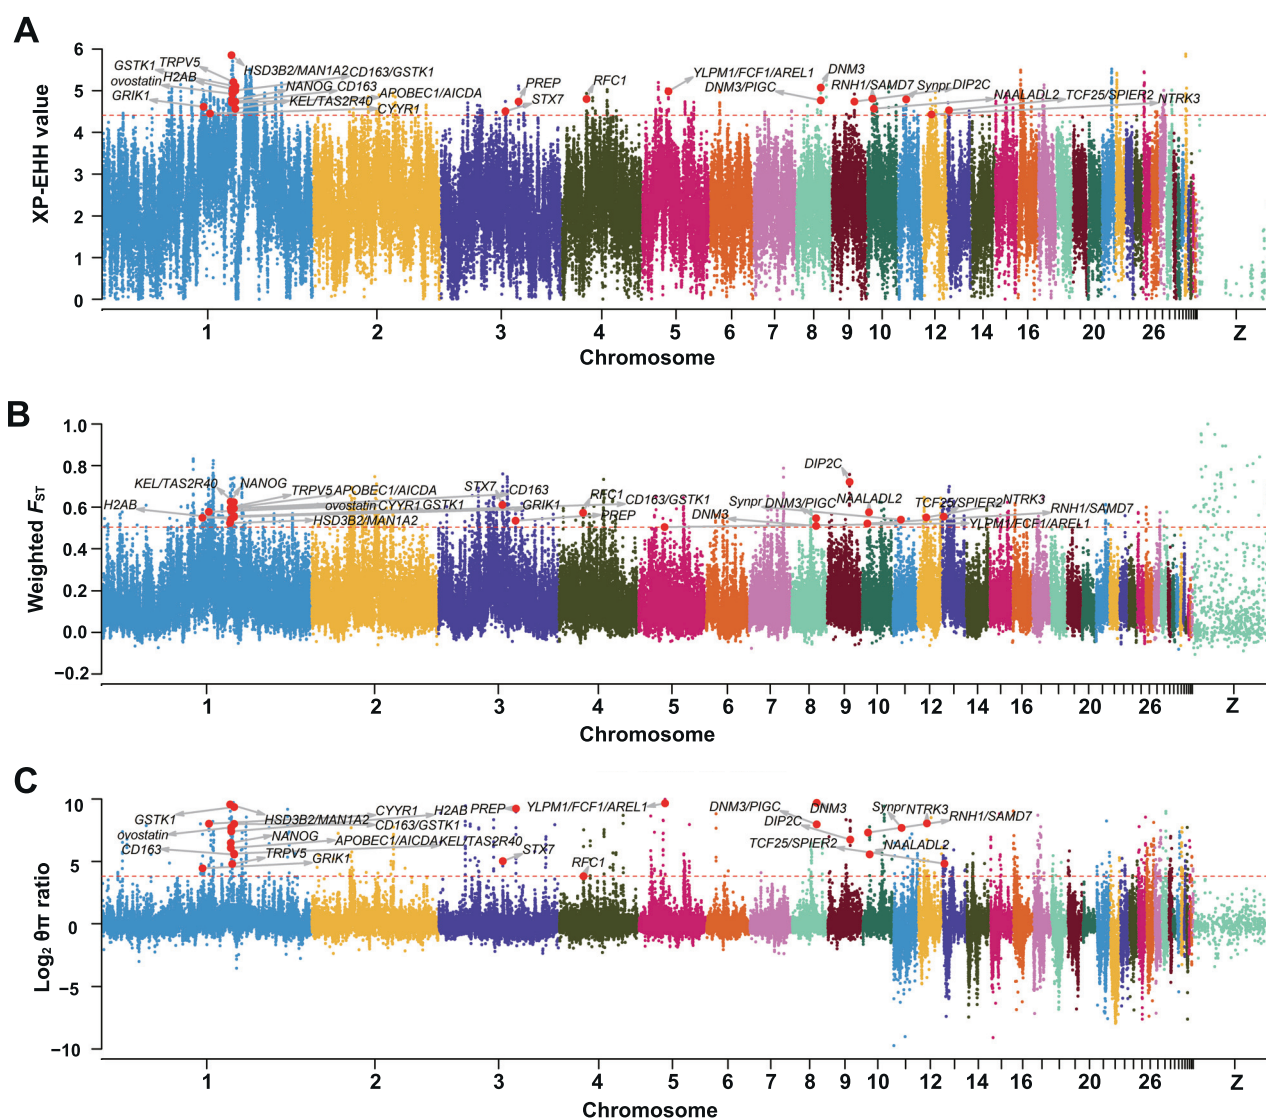 A
XP-EHH value
6
5
4
3
2
1
0
GSTK1 TRPV5
ovostatin H2AB
GRIK1
HSD3B2/MAN1A2 CD163/GSTK1
NANOG CD163
APOBEC1/AICDA
KEL/TAS2R40
CYYR1
PREP
STX7
RFC1
YLPM1/FCF1/AREL1
DNM3/PIGC
DNM3
RNH1/SAMD7 Synpr DIP2C
NAALADL2 TCF25/SPIER2 NTRK3
1 2 3 4 5 6 7 8 9 10 12 14 16 20 26 Z
Chromosome
B
Weighted FST
1.0
0.8
0.6
0.4
0.2
0.0
−0.2
H2AB
KEL/TAS2R40 NANOG
TRPV5 APOBEC1/AICDA
ovostatin CYYR1 GSTK1
HSD3B2/MAN1A2
STX7 CD163
GRIK1
RFC1 CD163/GSTK1
PREP
DIP2C
Synpr DNM3/PIGC NAALADL2
DNM3
TCF25/SPIER2 NTRK3
RNH1/SAMD7
YLPM1/FCF1/AREL1
1 2 3 4 5 6 7 8 9 10 12 14 16 20 26 Z
Chromosome
C
Log2 θπ ratio
10
5
0
−5
−10
GSTK1
ovostatin
CD163
HSD3B2/MAN1A2
CYYR1 H2AB PREP
CD163/GSTK1
NANOG
APOBEC1/AICDA KEL/TAS2R40
TRPV5
GRIK1
STX7
YLPM1/FCF1/AREL1
RFC1
DNM3/PIGC
DNM3
DIP2C
TCF25/SPIER2
Synpr NTRK3
RNH1/SAMD7
NAALADL2
1 2 3 4 5 6 7 8 9 10 12 14 16 20 26 Z
Chromosome